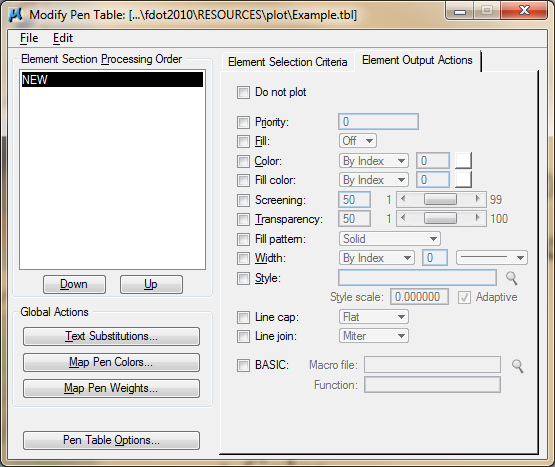 Modify Pen Table: [...\fdot2010\RESOURCES\plot\Example.tbl]
File Edit
Element Section Processing Order
NEW
Down Up
Global Actions
Text Substitutions...
Map Pen Colors...
Map Pen Weights...
Pen Table Options...
Element Selection Criteria Element Output Actions
Do not plot
Priority: 0
Fill: Off
Color: By Index 0
Fill color: By Index 0
Screening: 50 1 99
Transparency: 50 1 100
Fill pattern: Solid
Width: By Index 0
Style:
Style scale: 0.000000 Adaptive
Line cap: Flat
Line join: Miter
BASIC: Macro file:
Function: